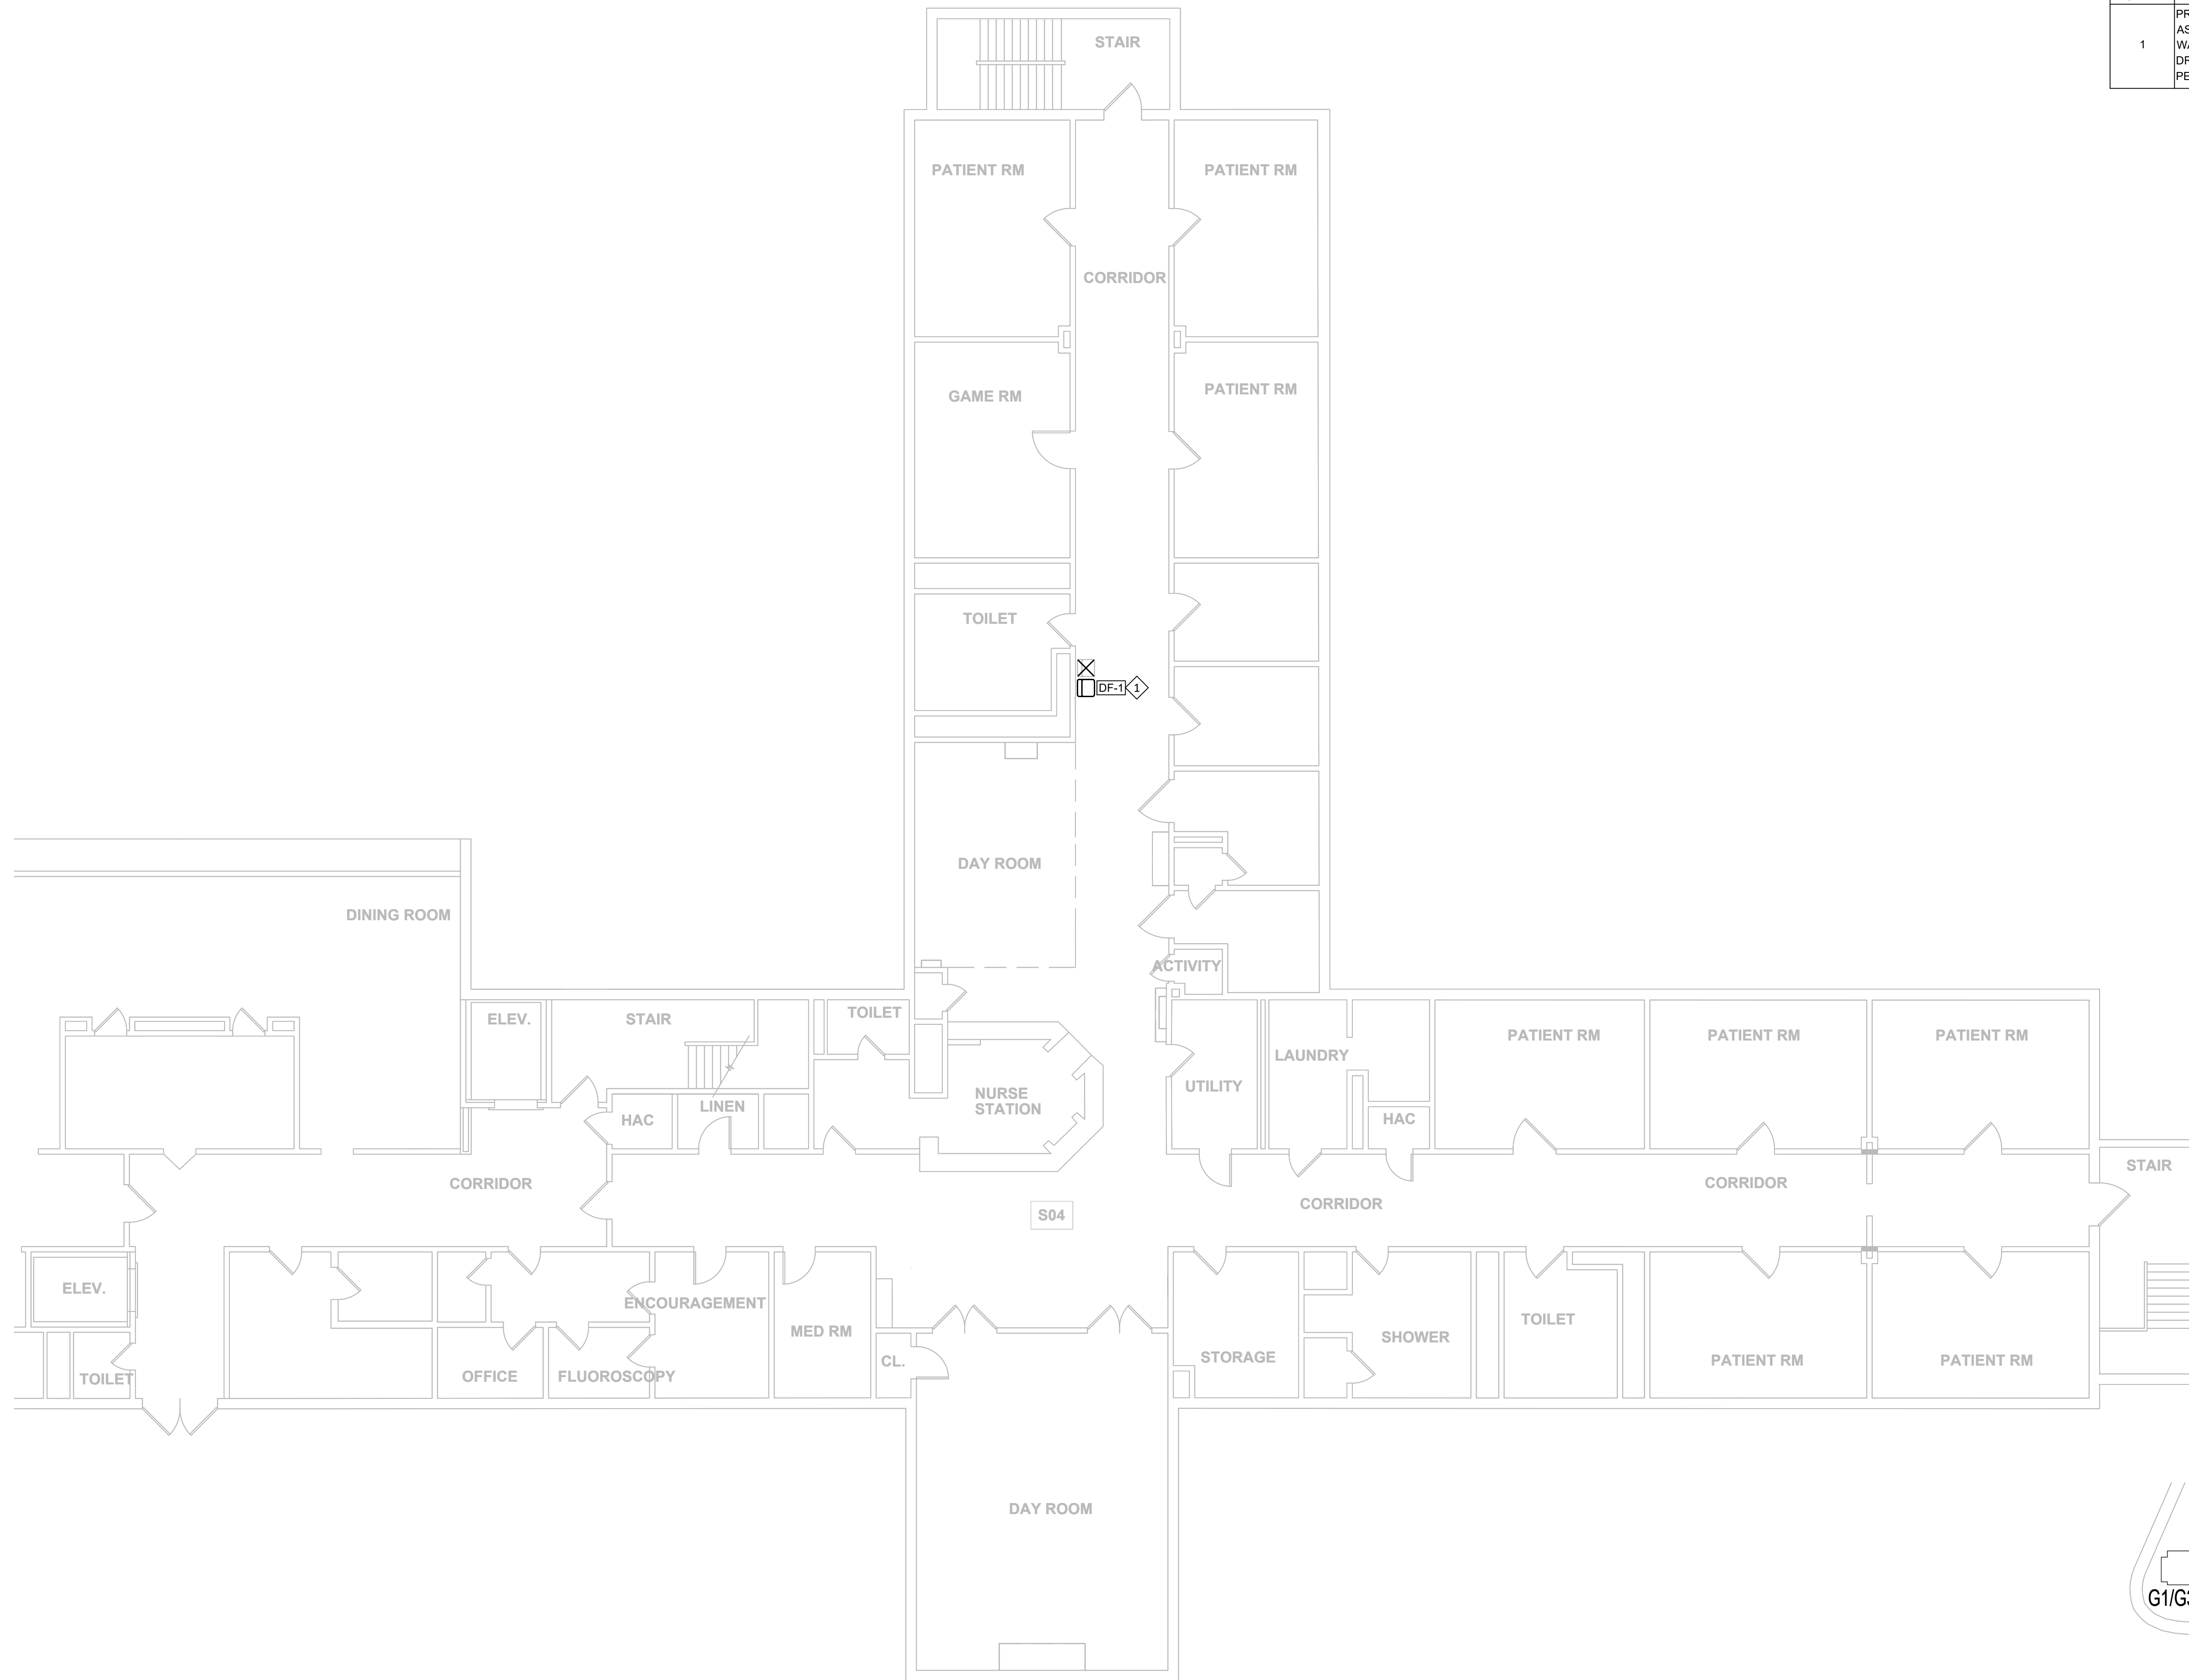 STAIR
1
PATIENT RM
PATIENT RM
CORRIDOR
GAME RM
PATIENT RM
TOILET
DF-1 1
DAY ROOM
DINING ROOM
ACTIVITY
ELEV.
STAIR
TOILET
LAUNDRY
PATIENT RM
PATIENT RM
PATIENT RM
UTILITY
NURSE
STATION
LINEN
HAC
HAC
STAIR
CORRIDOR
CORRIDOR
CORRIDOR
S04
ELEV.
ENCOURAGEMENT
MED RM
TOILET
SHOWER
STORAGE
CL.
PATIENT RM
PATIENT RM
TOILET
OFFICE
FLUOROSCOPY
DAY ROOM